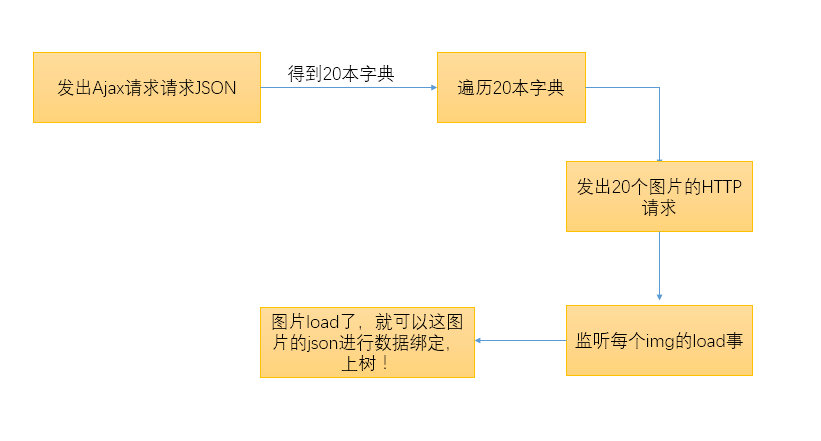 发出Ajax请求请求JSON
得到20本字典
遍历20本字典
发出20个图片的HTTP
请求
监听每个img的load事
图片load了，就可以这图
片的json进行数据绑定，
上树！